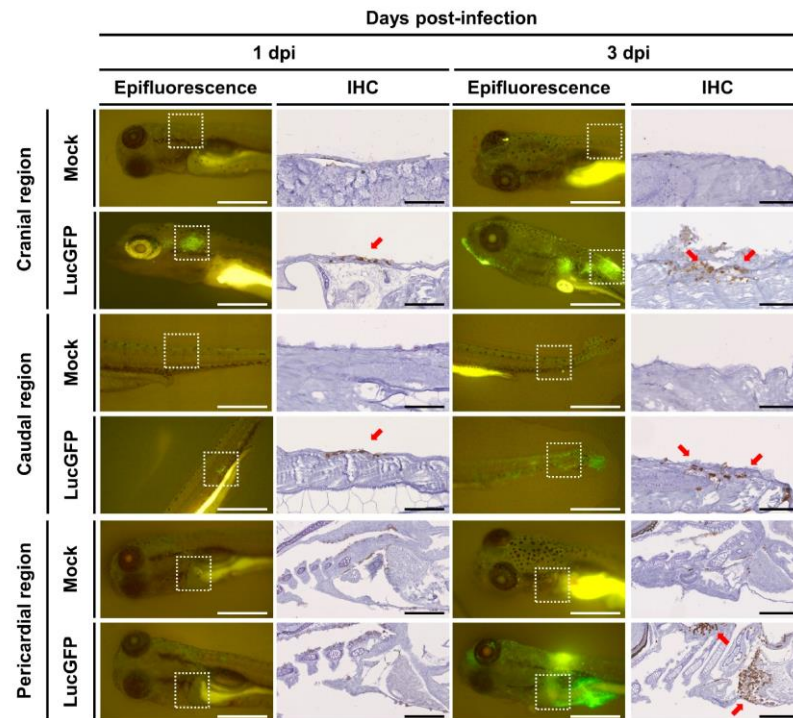 Days post-infection
1 dpi
3 dpi
Epifluorescence
IHC
Epifluorescence
IHC
Cranial region
Mock
LucGFP
Caudal region
Mock
LucGFP
Pericardial region
Mock
LucGFP